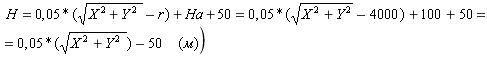 H = 0,05 * (√(X² + Y²) − r) + Ha + 50 = 0,05 * (√(X² + Y²) − 4000) + 100 + 50 =
= 0,05 * (√(X² + Y²)) − 50 (м))